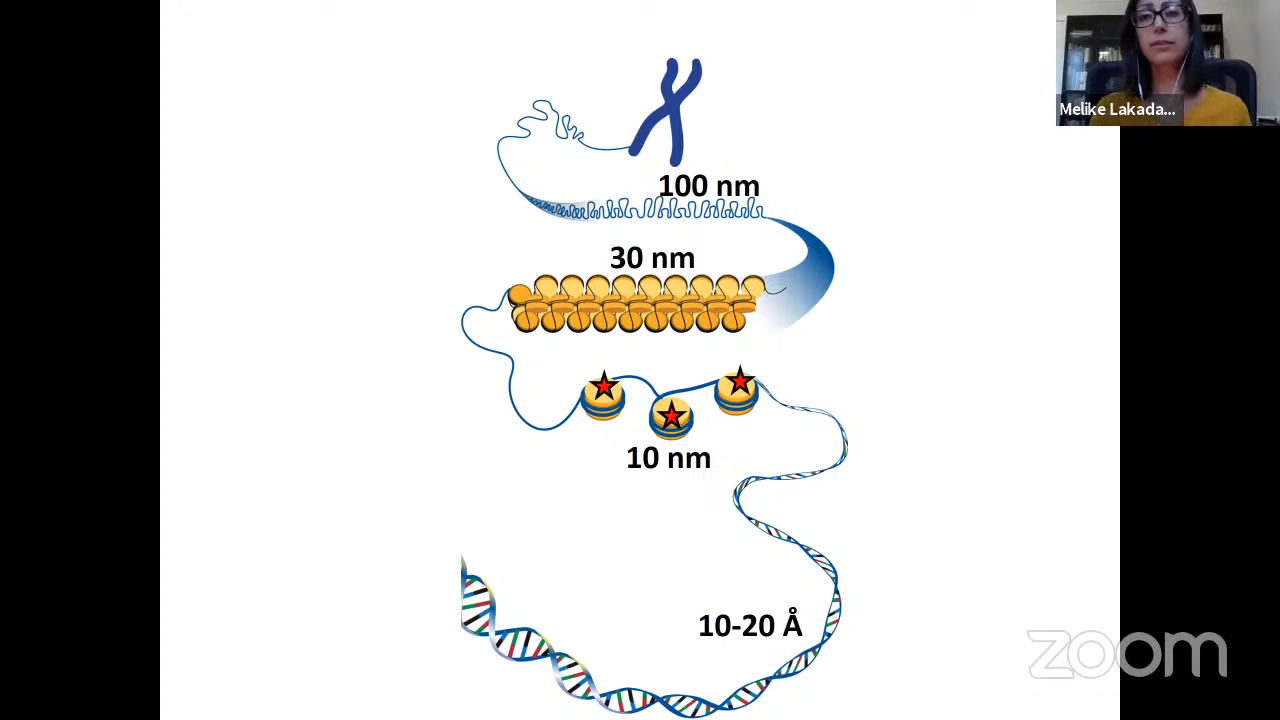 Melike Lakada...
100 nm
30 nm
10 nm
10-20 Å
zoom